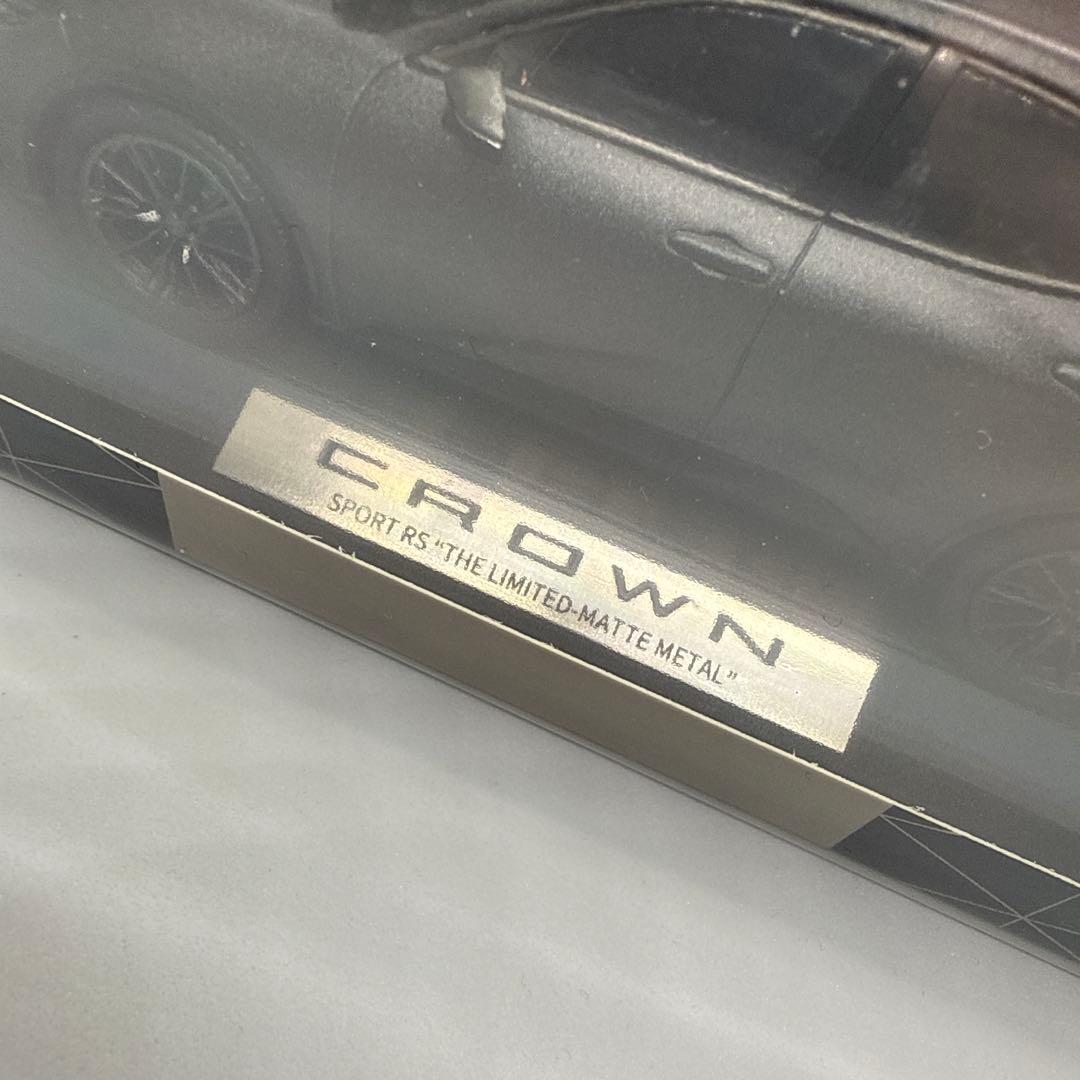 CROWN
SPORT RS “THE LIMITED-MATTE METAL”